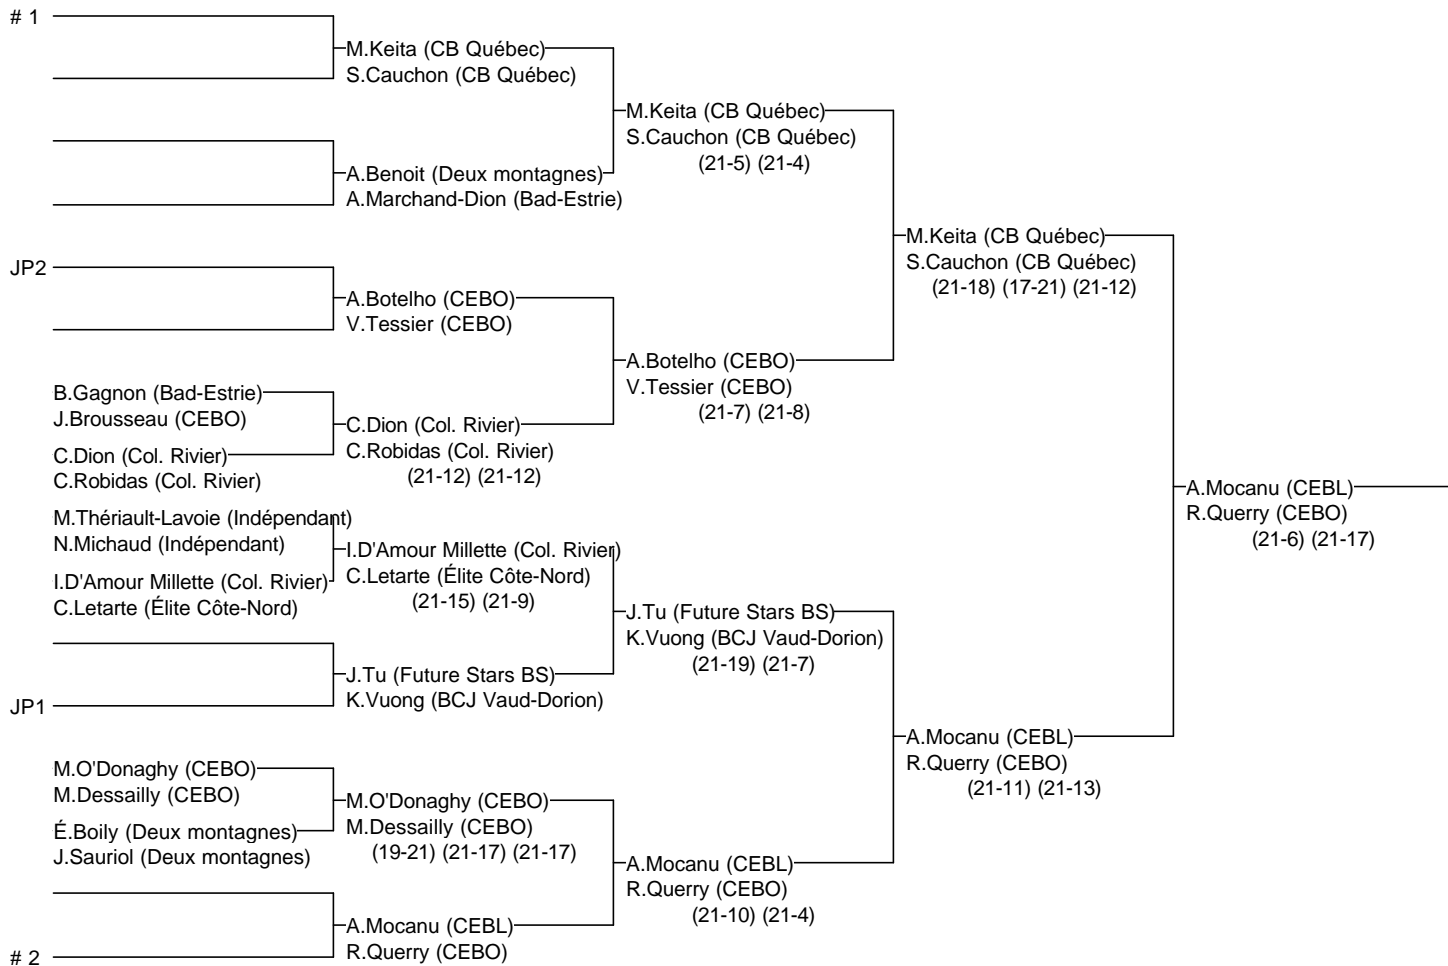 # 1
M.Keita (CB Québec)
S.Cauchon (CB Québec)
M.Keita (CB Québec)
S.Cauchon (CB Québec)
(21-5) (21-4)
A.Benoit (Deux montagnes)
A.Marchand-Dion (Bad-Estrie)
M.Keita (CB Québec)
S.Cauchon (CB Québec)
(21-18) (17-21) (21-12)
JP2
A.Botelho (CEBO)
V.Tessier (CEBO)
A.Botelho (CEBO)
V.Tessier (CEBO)
(21-7) (21-8)
B.Gagnon (Bad-Estrie)
J.Brousseau (CEBO)
C.Dion (Col. Rivier)
C.Robidas (Col. Rivier)
(21-12) (21-12)
C.Dion (Col. Rivier)
C.Robidas (Col. Rivier)
A.Mocanu (CEBL)
R.Querry (CEBO)
(21-6) (21-17)
M.Thériault-Lavoie (Indépendant)
N.Michaud (Indépendant)
I.D'Amour Millette (Col. Rivier)
C.Letarte (Élite Côte-Nord)
(21-15) (21-9)
I.D'Amour Millette (Col. Rivier)
C.Letarte (Élite Côte-Nord)
J.Tu (Future Stars BS)
K.Vuong (BCJ Vaud-Dorion)
(21-19) (21-7)
J.Tu (Future Stars BS)
K.Vuong (BCJ Vaud-Dorion)
JP1
A.Mocanu (CEBL)
R.Querry (CEBO)
(21-11) (21-13)
M.O'Donaghy (CEBO)
M.Dessailly (CEBO)
M.O'Donaghy (CEBO)
M.Dessailly (CEBO)
(19-21) (21-17) (21-17)
É.Boily (Deux montagnes)
J.Sauriol (Deux montagnes)
A.Mocanu (CEBL)
R.Querry (CEBO)
(21-10) (21-4)
A.Mocanu (CEBL)
R.Querry (CEBO)
# 2